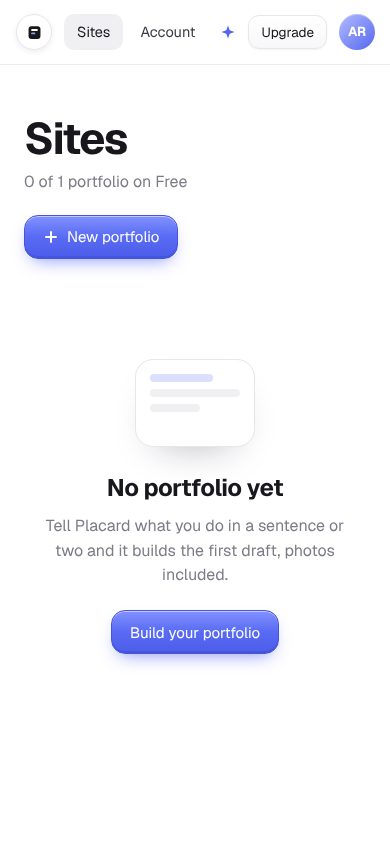 Sites
Account
Upgrade
AR
Sites
0 of 1 portfolio on Free
New portfolio
No portfolio yet
Tell Placard what you do in a sentence or
two and it builds the first draft, photos
included.
Build your portfolio